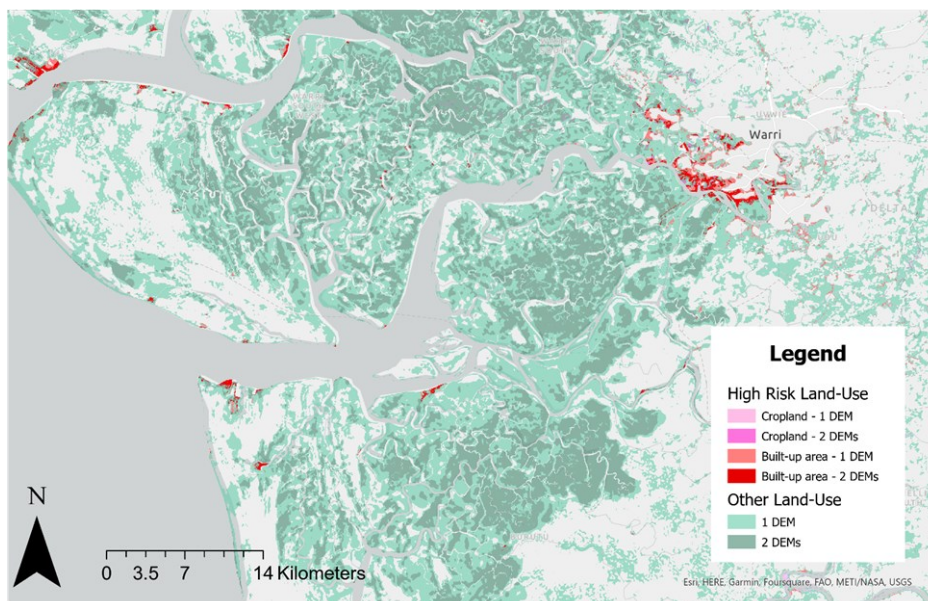 UVWIE
Warri
DELTA
Legend
High Risk Land-Use
Cropland - 1 DEM
Cropland - 2 DEMs
Built-up area - 1 DEM
Built-up area - 2 DEMs
Other Land-Use
1 DEM
2 DEMs
N
0 3.5 7 14 Kilometers
Esri, HERE, Garmin, Foursquare, FAO, METI/NASA, USGS